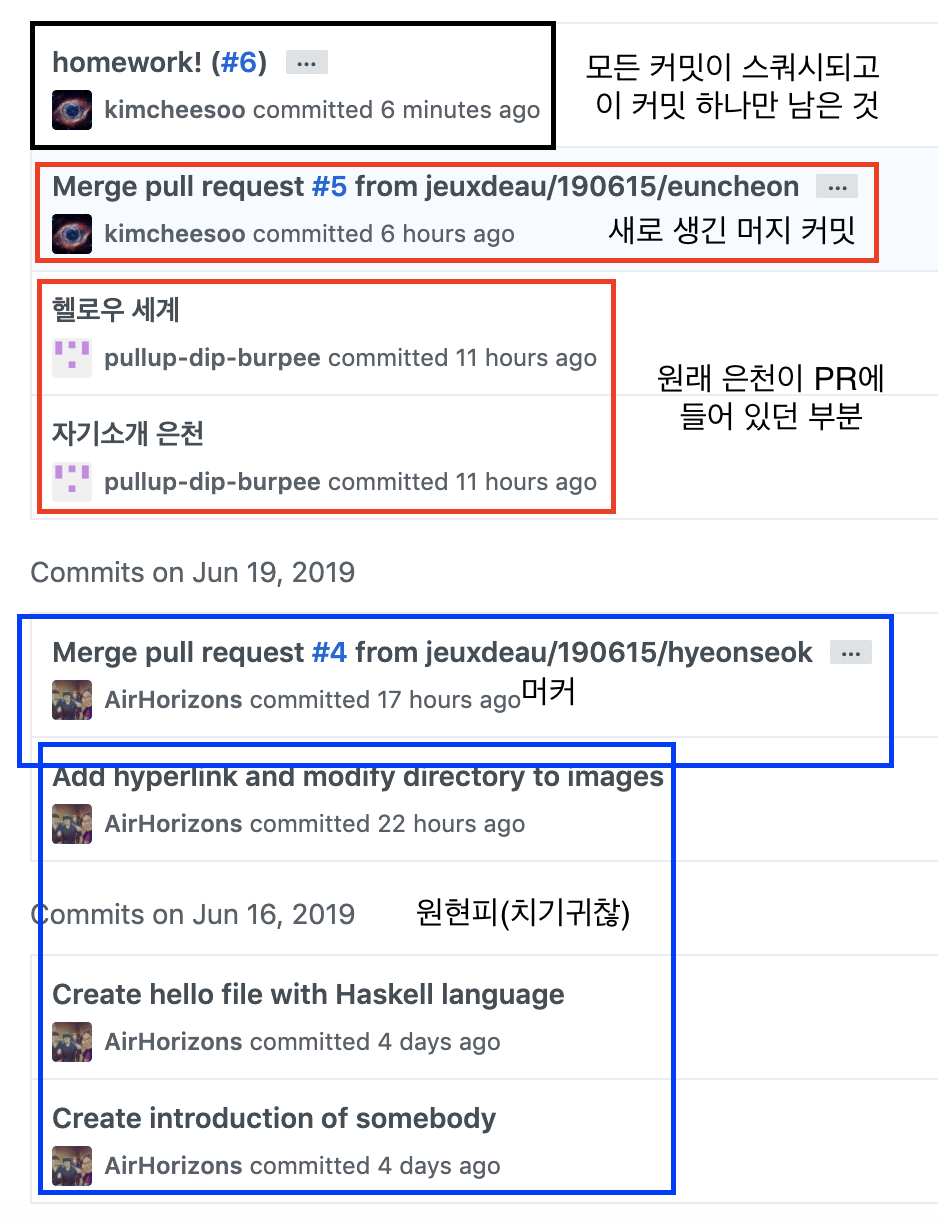 homework! (#6) ...
모든 커밋이 스쿼시되고
이 커밋 하나만 남은 것
kimcheesoo committed 6 minutes ago
Merge pull request #5 from jeuxdeau/190615/euncheon ...
kimcheesoo committed 6 hours ago
새로 생긴 머지 커밋
헬로우 세계
pullup-dip-burpee committed 11 hours ago
원래 은천이 PR에
들어 있던 부분
자기소개 은천
pullup-dip-burpee committed 11 hours ago
Commits on Jun 19, 2019
Merge pull request #4 from jeuxdeau/190615/hyeonseok ...
AirHorizons committed 17 hours ago
머커
Add hyperlink and modify directory to images
AirHorizons committed 22 hours ago
Commits on Jun 16, 2019
원현피(치기귀찮)
Create hello file with Haskell language
AirHorizons committed 4 days ago
Create introduction of somebody
AirHorizons committed 4 days ago